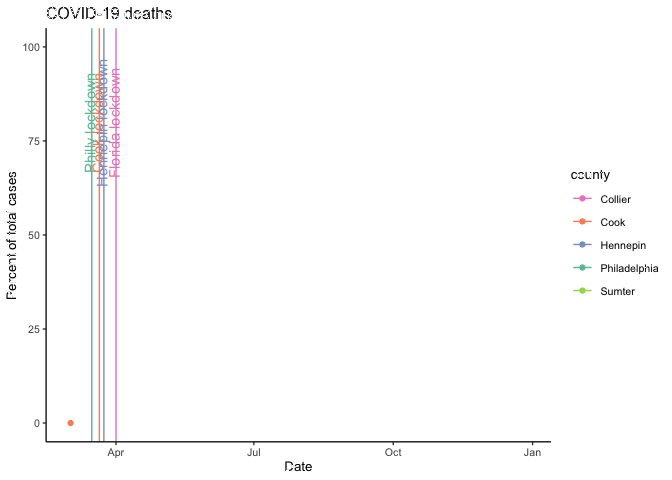 COVID-19 deaths
100
75
50
25
0
Percent of total cases
Philly lockdown
lockdown
Hennepin lockdown
Florida lockdown
Apr
Jul
Oct
Jan
Date
county
Collier
Cook
Hennepin
Philadelphia
Sumter